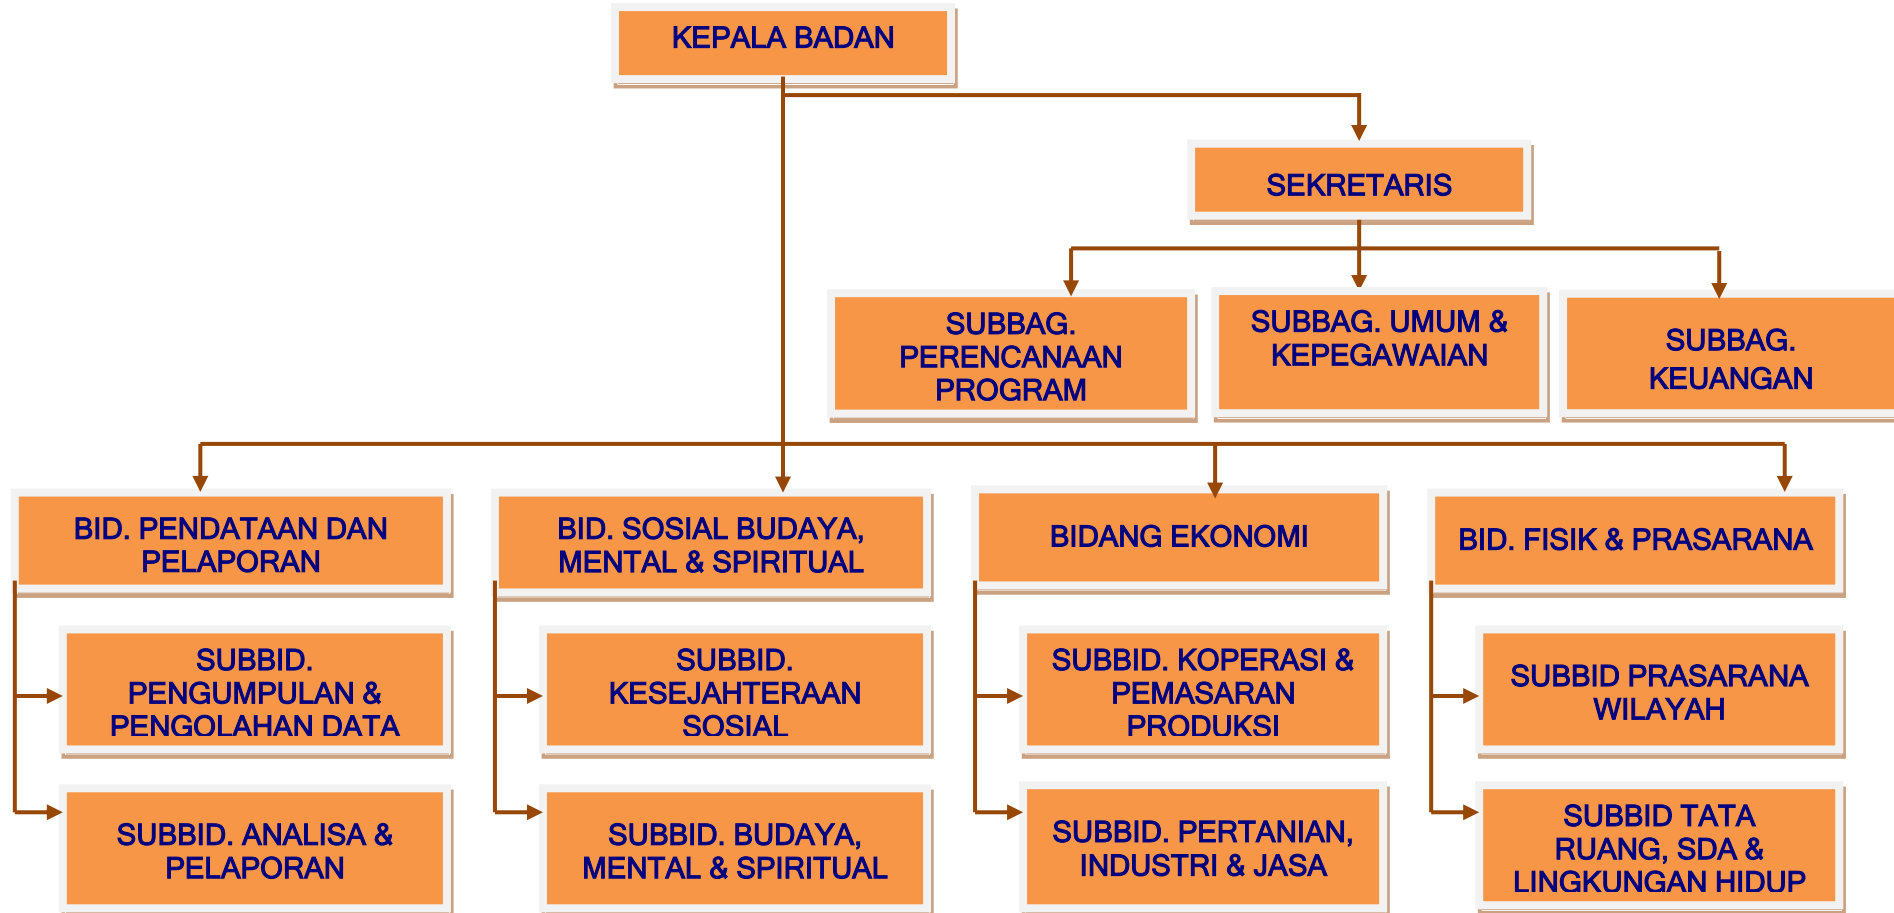 KEPALA BADAN
SEKRETARIS
SUBBAG.
PERENCANAAN
PROGRAM
SUBBAG. UMUM &
KEPEGAWAIAN
SUBBAG.
KEUANGAN
BID. PENDATAAN DAN
PELAPORAN
BID. SOSIAL BUDAYA,
MENTAL & SPIRITUAL
BIDANG EKONOMI
BID. FISIK & PRASARANA
SUBBID.
PENGUMPULAN &
PENGOLAHAN DATA
SUBBID.
KESEJAHTERAAN
SOSIAL
SUBBID. KOPERASI &
PEMASARAN
PRODUKSI
SUBBID PRASARANA
WILAYAH
SUBBID. ANALISA &
PELAPORAN
SUBBID. BUDAYA,
MENTAL & SPIRITUAL
SUBBID. PERTANIAN,
INDUSTRI & JASA
SUBBID TATA
RUANG, SDA &
LINGKUNGAN HIDUP